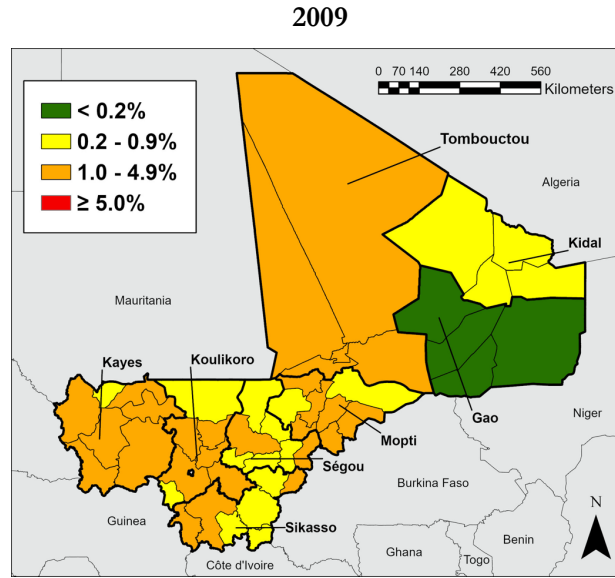 2009
< 0.2%
0.2 - 0.9%
1.0 - 4.9%
≥ 5.0%
0 70 140 280 420 560
Kilometers
Tombouctou
Algeria
Kidal
Mauritania
Kayes
Koulikoro
Gao
Niger
Mopti
Ségou
Burkina Faso
N
Guinea
Sikasso
Benin
Ghana
Togo
Côte d'Ivoire